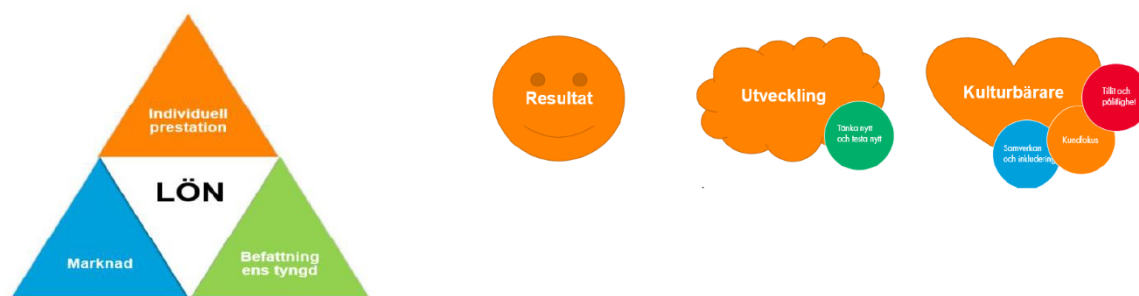 Individuell
prestation
LÖN
Marknad
Befattning
ens tyngd
Resultat
Utveckling
Tänka nytt
och testa nytt
Kulturbärare
Tillit och
pålitlighet
Kundfokus
Samverkan
och inkludering